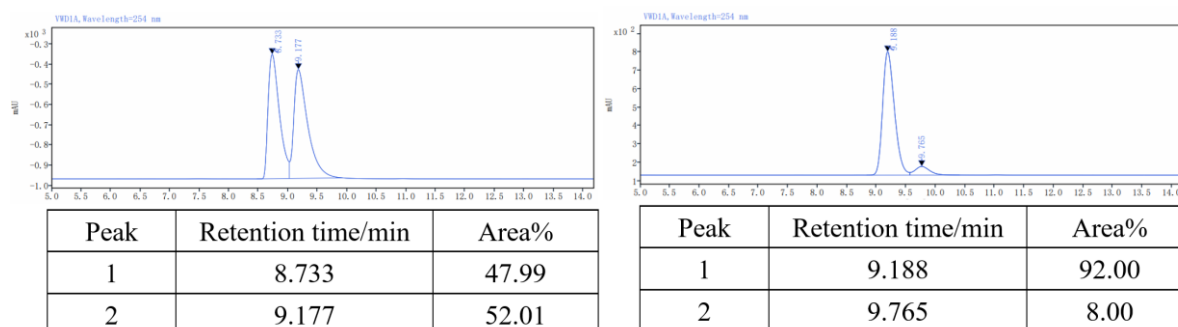 VWD1A,Wavelength=254 nm
x10 ³
8.733
9.177
-0.3
-0.4
-0.5
-0.6
-0.7
-0.8
-0.9
-1.0
mAU
5.0 5.5 6.0 6.5 7.0 7.5 8.0 8.5 9.0 9.5 10.0 10.5 11.0 11.5 12.0 12.5 13.0 13.5 14.0
Peak Retention time/min Area%
1 8.733 47.99
2 9.177 52.01
VWD1A,Wavelength=254 nm
x10 ²
9.188
9.765
8
7
6
5
4
3
2
1
mAU
5.0 5.5 6.0 6.5 7.0 7.5 8.0 8.5 9.0 9.5 10.0 10.5 11.0 11.5 12.0 12.5 13.0 13.5 14.0
Peak Retention time/min Area%
1 9.188 92.00
2 9.765 8.00